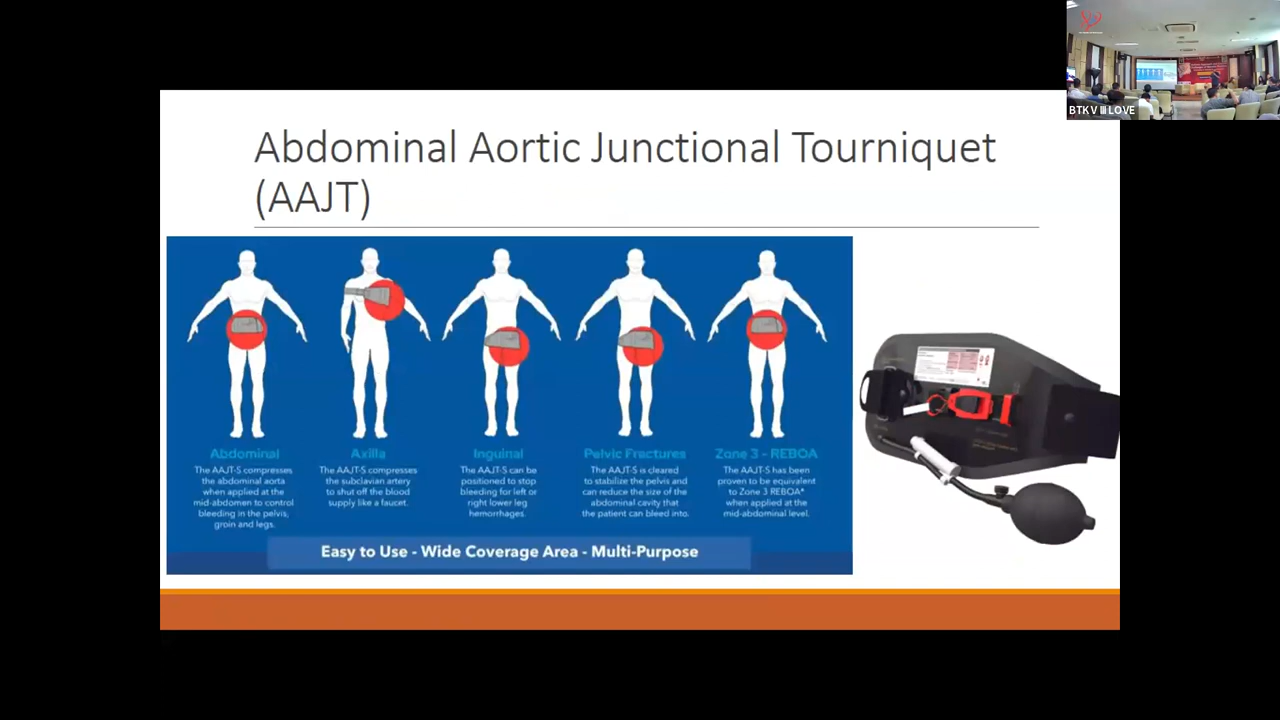 Abdominal Aortic Junctional Tourniquet
(AAJT)
Abdominal
The AAJT-S compresses
the abdominal aorta
when applied at the
mid-abdomen to control
bleeding in the pelvis,
groin and legs.
Axilla
The AAJT-S compresses
the subclavian artery
to shut off the blood
supply like a faucet.
Inguinal
The AAJT-S can be
positioned to stop
bleeding for left or
right lower leg
hemorrhages.
Pelvic Fractures
The AAJT-S is cleared
to stabilize the pelvis and
can reduce the size of the
abdominal cavity that
the patient can bleed into.
Zone 3 - REBOA
The AAJT-S has been
proven to be equivalent
to Zone 3 REBOA*
when applied at the
mid-abdominal level.
Easy to Use - Wide Coverage Area - Multi-Purpose
BTKV III LOVE